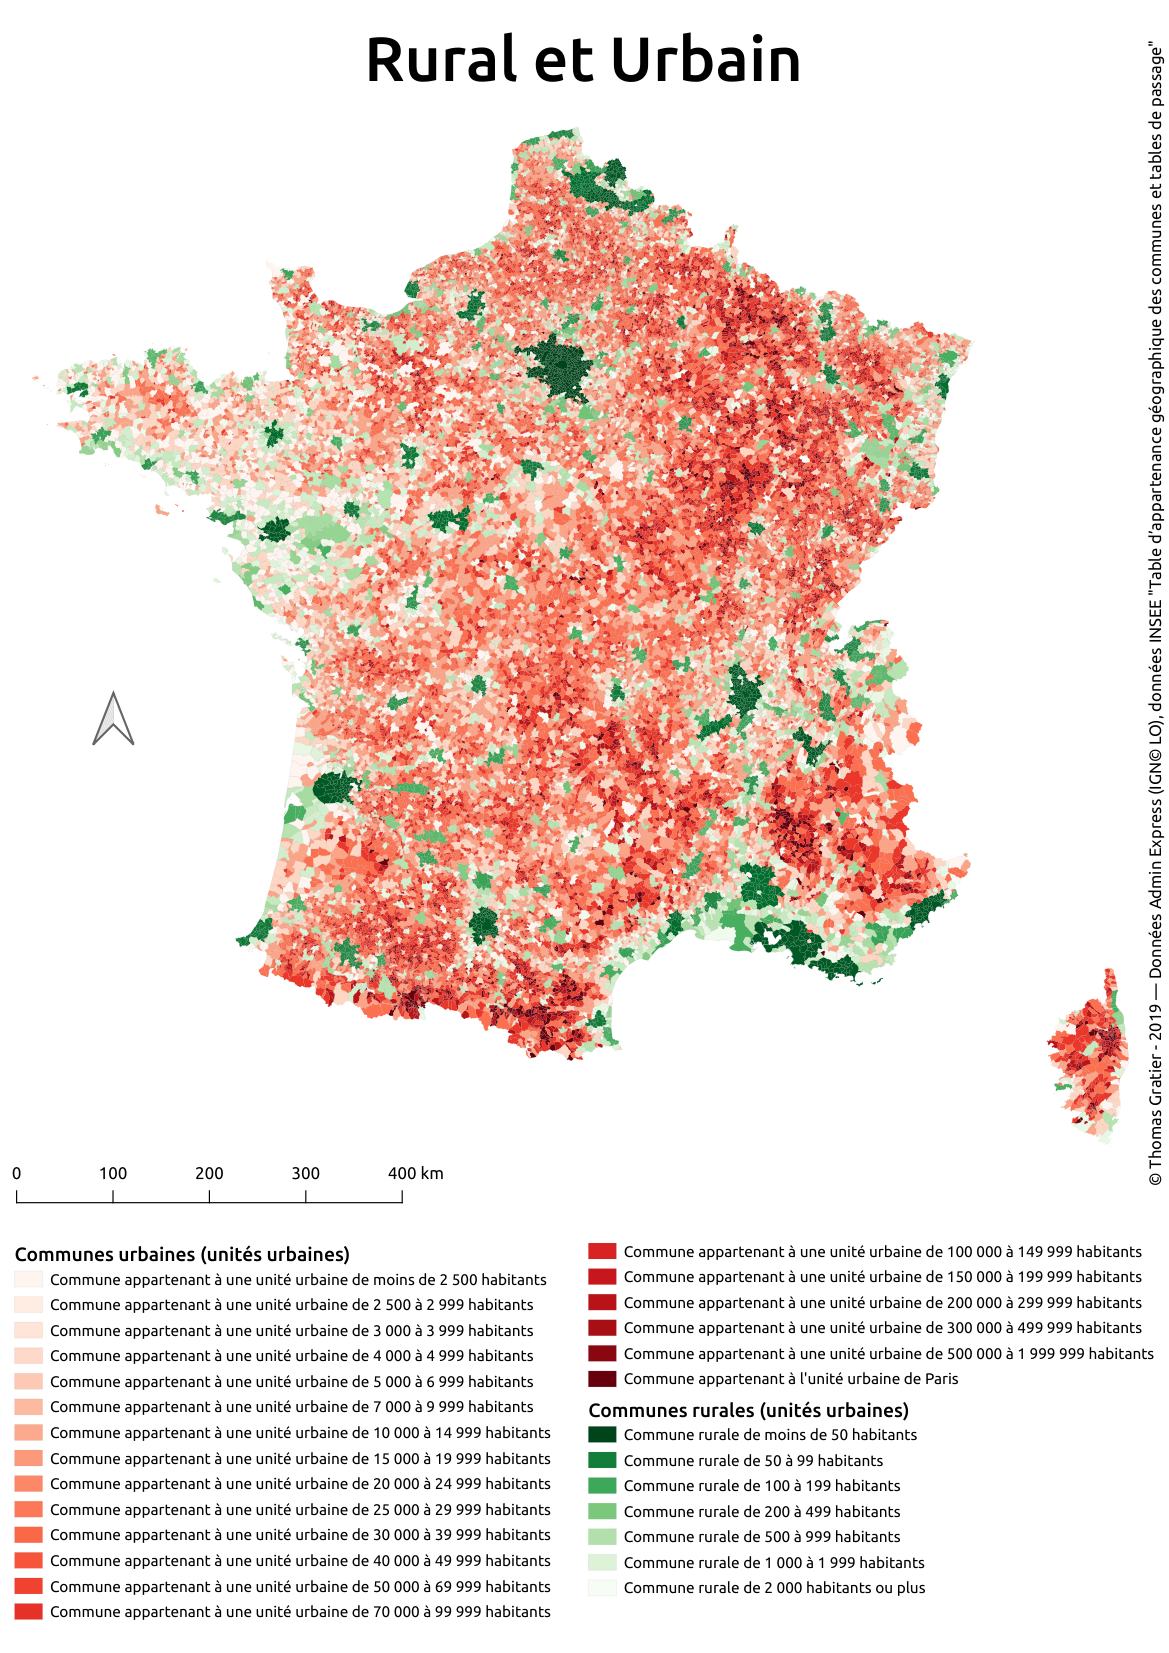 Rural et Urbain
© Thomas Gratier - 2019 — Données Admin Express (IGN© LO), données INSEE "Table d'appartenance géographique des communes et tables de passage"
0 100 200 300 400 km
Communes urbaines (unités urbaines)
Commune appartenant à une unité urbaine de moins de 2 500 habitants
Commune appartenant à une unité urbaine de 2 500 à 2 999 habitants
Commune appartenant à une unité urbaine de 3 000 à 3 999 habitants
Commune appartenant à une unité urbaine de 4 000 à 4 999 habitants
Commune appartenant à une unité urbaine de 5 000 à 6 999 habitants
Commune appartenant à une unité urbaine de 7 000 à 9 999 habitants
Commune appartenant à une unité urbaine de 10 000 à 14 999 habitants
Commune appartenant à une unité urbaine de 15 000 à 19 999 habitants
Commune appartenant à une unité urbaine de 20 000 à 24 999 habitants
Commune appartenant à une unité urbaine de 25 000 à 29 999 habitants
Commune appartenant à une unité urbaine de 30 000 à 39 999 habitants
Commune appartenant à une unité urbaine de 40 000 à 49 999 habitants
Commune appartenant à une unité urbaine de 50 000 à 69 999 habitants
Commune appartenant à une unité urbaine de 70 000 à 99 999 habitants
Commune appartenant à une unité urbaine de 100 000 à 149 999 habitants
Commune appartenant à une unité urbaine de 150 000 à 199 999 habitants
Commune appartenant à une unité urbaine de 200 000 à 299 999 habitants
Commune appartenant à une unité urbaine de 300 000 à 499 999 habitants
Commune appartenant à une unité urbaine de 500 000 à 1 999 999 habitants
Commune appartenant à l'unité urbaine de Paris
Communes rurales (unités urbaines)
Commune rurale de moins de 50 habitants
Commune rurale de 50 à 99 habitants
Commune rurale de 100 à 199 habitants
Commune rurale de 200 à 499 habitants
Commune rurale de 500 à 999 habitants
Commune rurale de 1 000 à 1 999 habitants
Commune rurale de 2 000 habitants ou plus